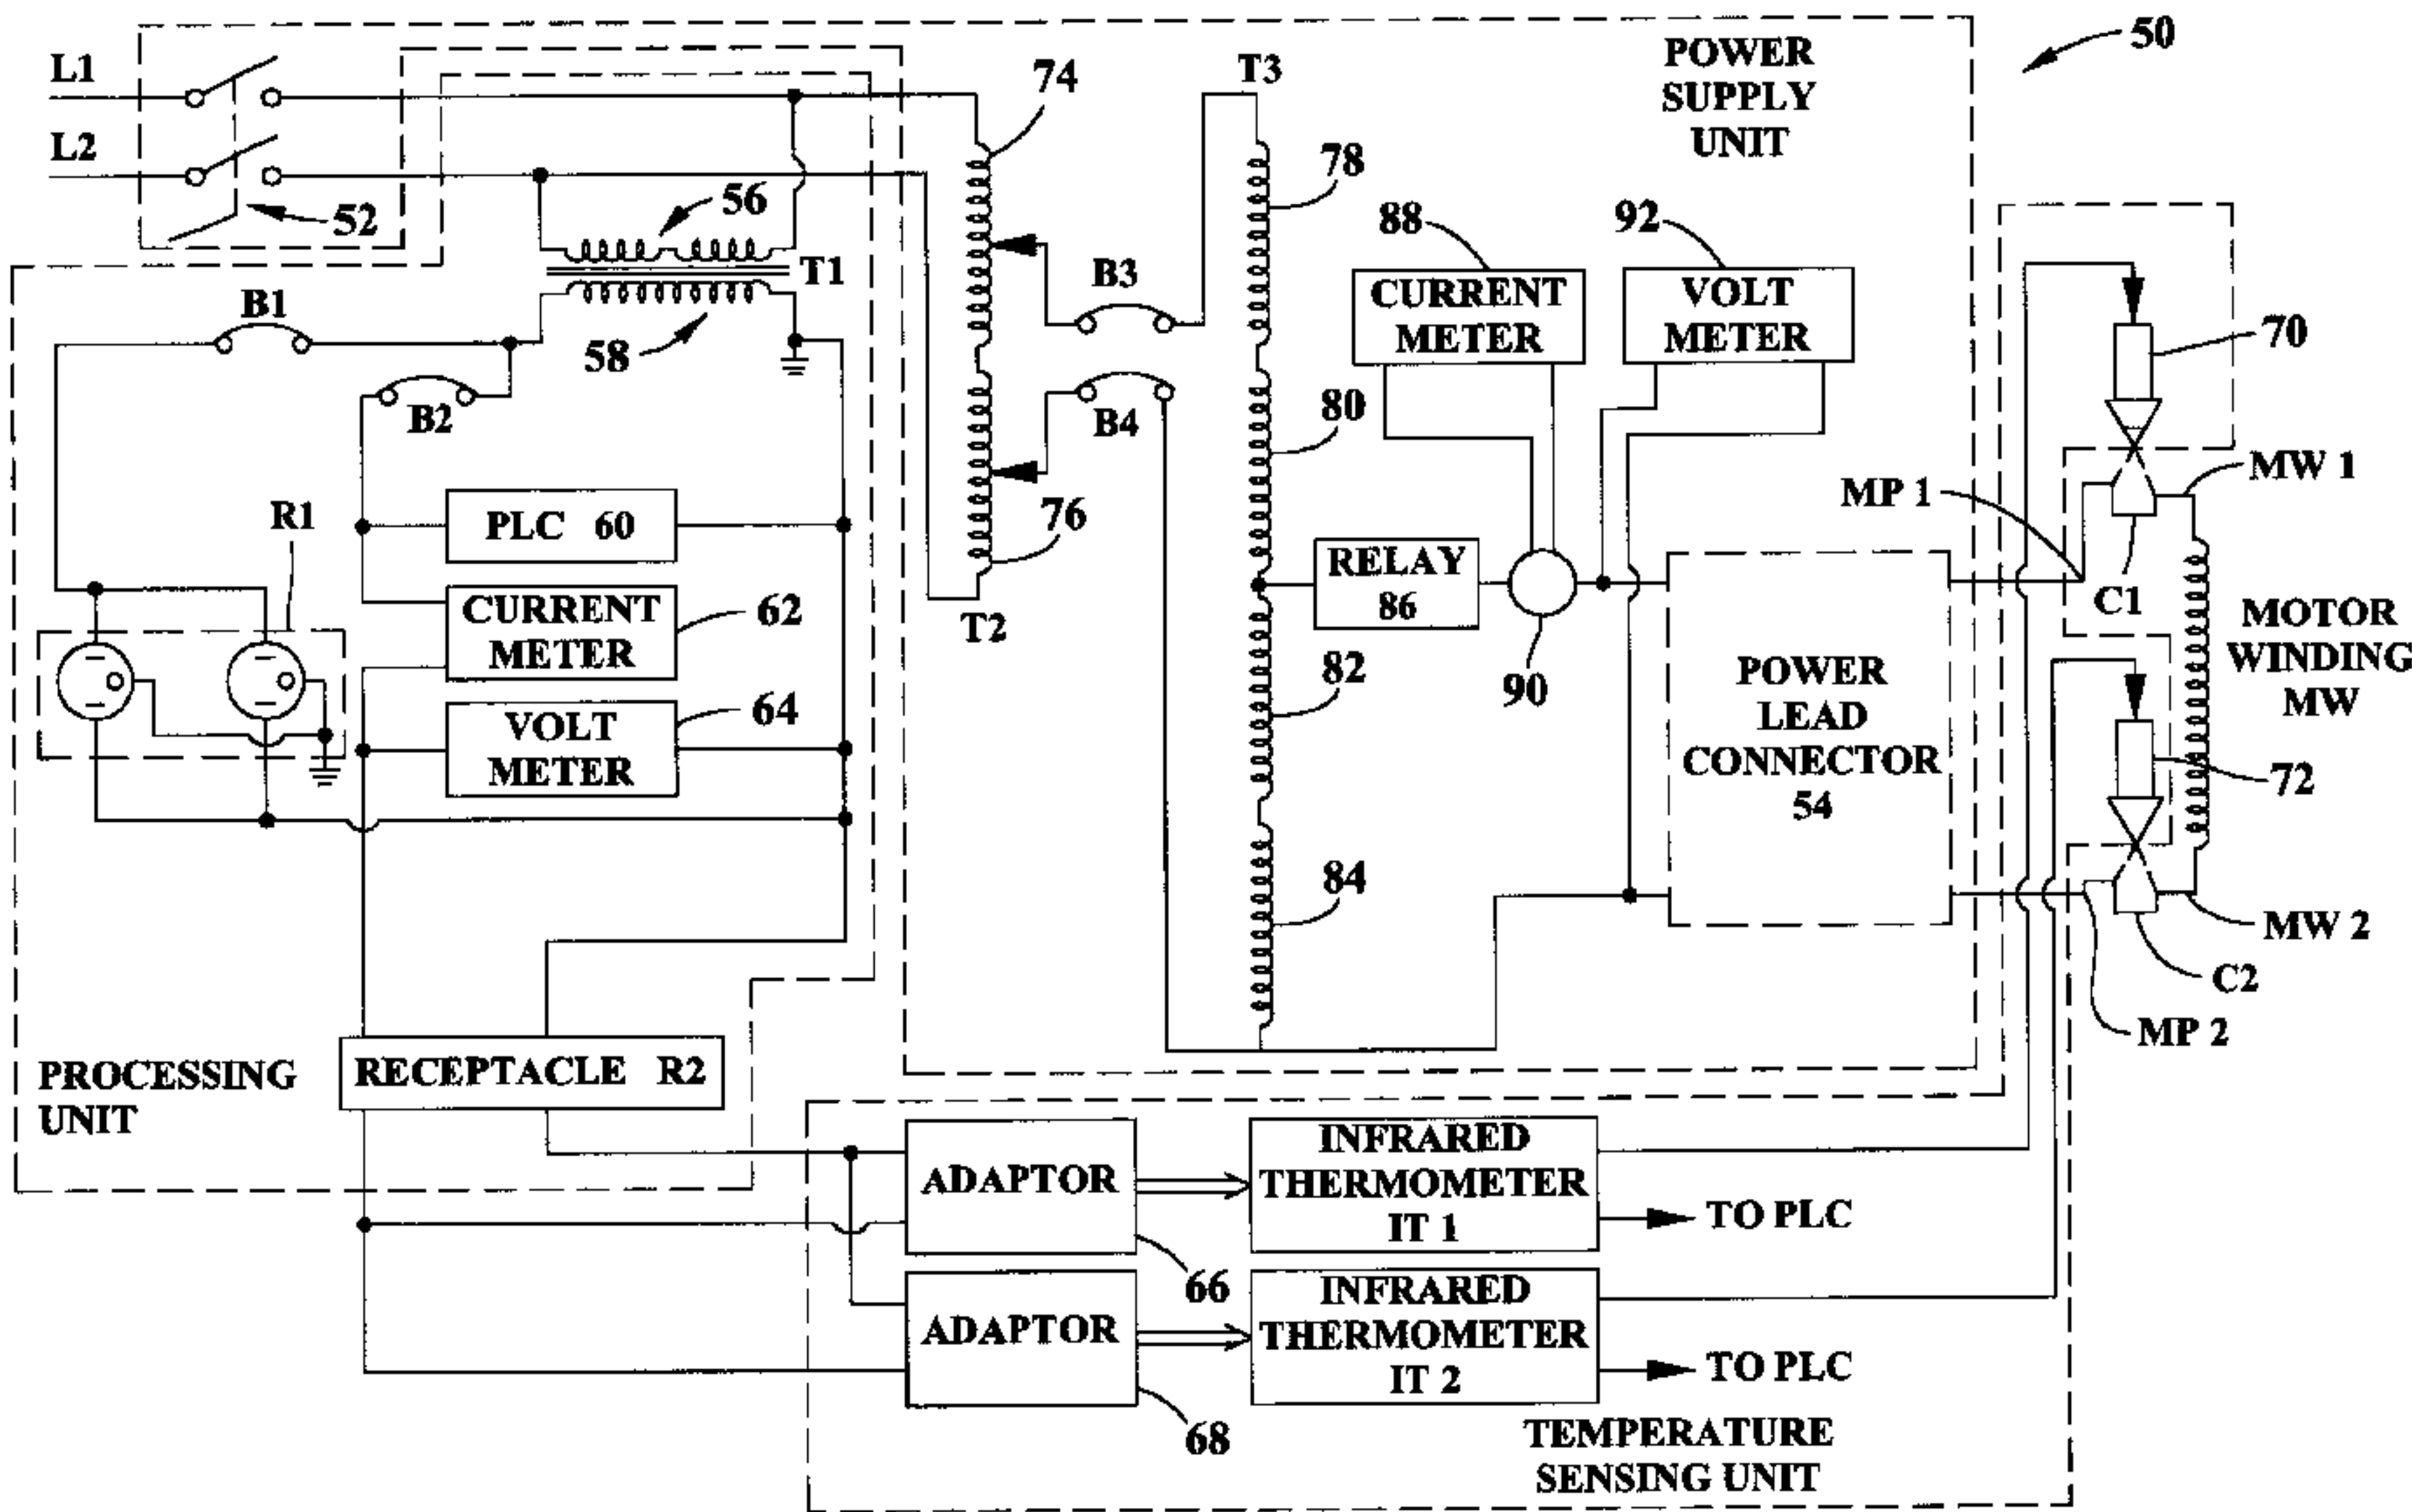 L1
L2
52
56
T1
58
B1
B2
R1
PLC 60
CURRENT
METER
62
VOLT
METER
64
PROCESSING
UNIT
RECEPTACLE R2
POWER
SUPPLY
UNIT
50
74
76
T2
T3
B3
B4
78
80
82
84
88
CURRENT
METER
92
VOLT
METER
RELAY
86
90
POWER
LEAD
CONNECTOR
54
MP 1
70
MW 1
C1
MOTOR
WINDING
MW
72
MW 2
C2
MP 2
ADAPTOR
66
INFRARED
THERMOMETER
IT 1
TO PLC
ADAPTOR
68
INFRARED
THERMOMETER
IT 2
TO PLC
TEMPERATURE
SENSING UNIT